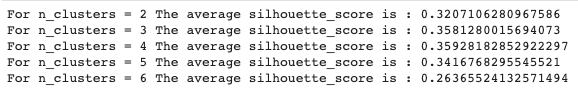 For n_clusters = 2 The average silhouette_score is : 0.3207106280967586
For n_clusters = 3 The average silhouette_score is : 0.3581280015694073
For n_clusters = 4 The average silhouette_score is : 0.35928182852922297
For n_clusters = 5 The average silhouette_score is : 0.3416768295545521
For n_clusters = 6 The average silhouette_score is : 0.26365524132571494